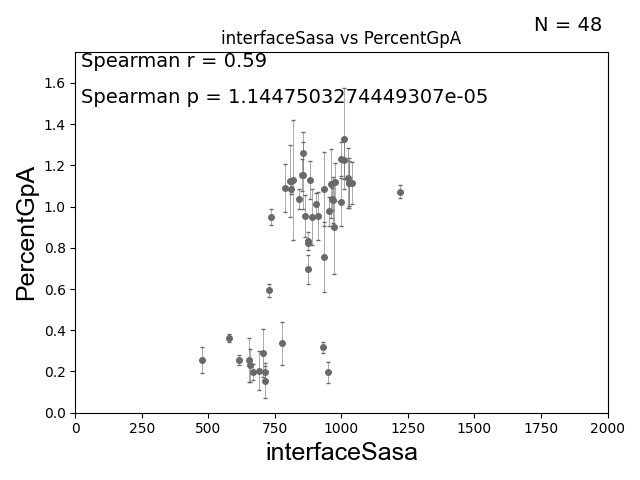 N = 48
interfaceSasa vs PercentGpA
Spearman r = 0.59
Spearman p = 1.1447503274449307e-05
PercentGpA
1.6
1.4
1.2
1.0
0.8
0.6
0.4
0.2
0.0
0 250 500 750 1000 1250 1500 1750 2000
interfaceSasa